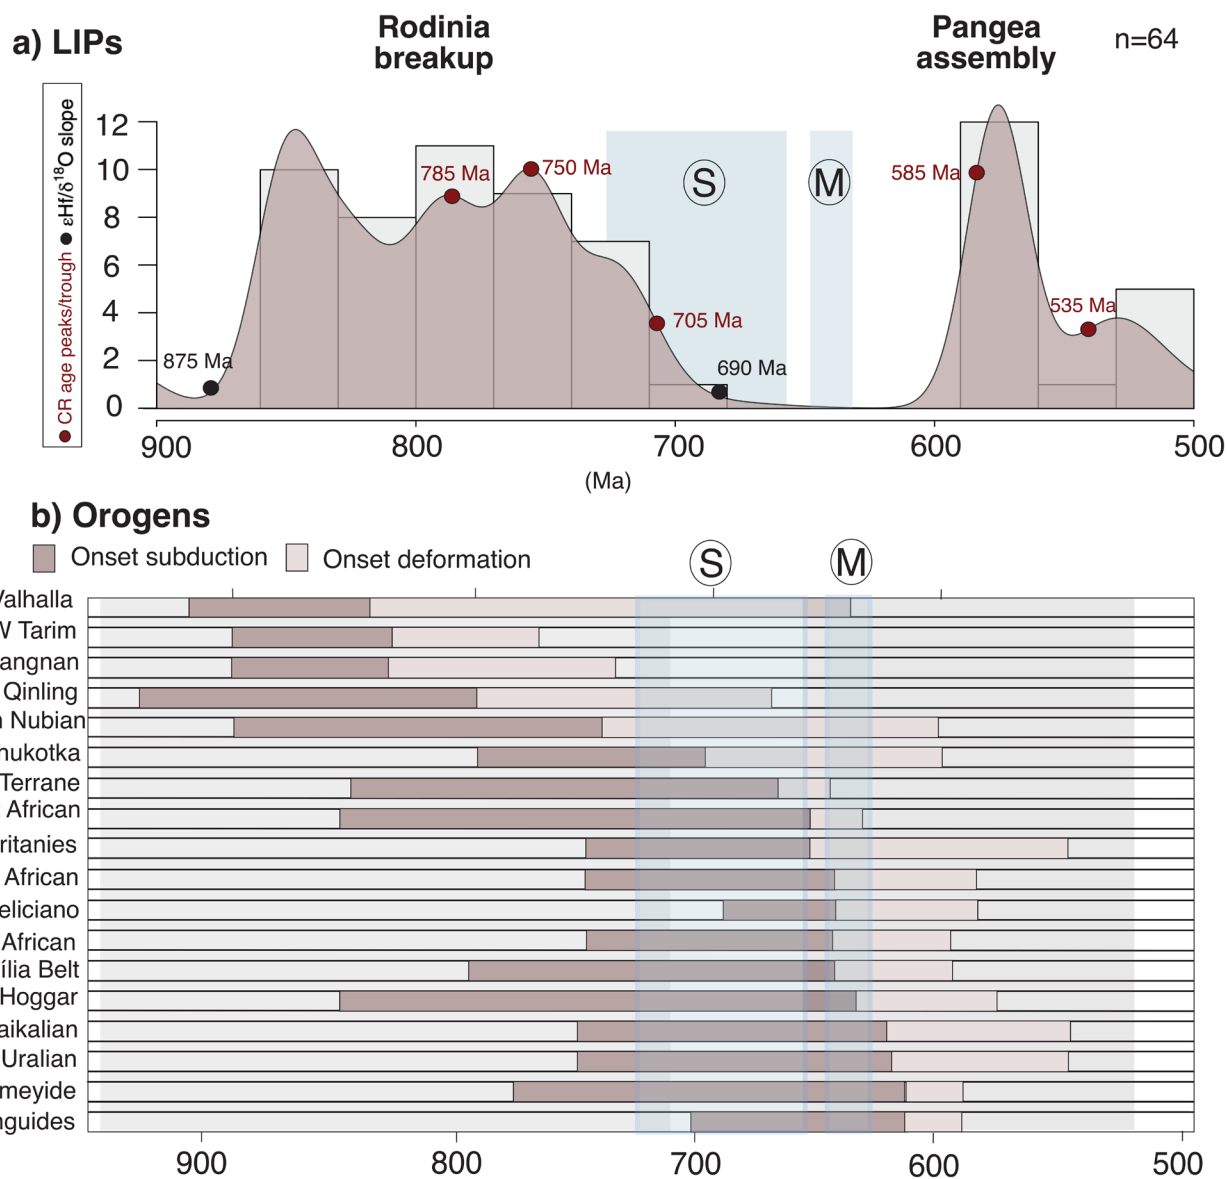 a) LIPs
Rodinia
breakup
Pangea
assembly
n=64
CR age peaks/trough εHf/δ¹⁸O slope
12
10
8
6
4
2
0
875 Ma
785 Ma
750 Ma
705 Ma
690 Ma
585 Ma
535 Ma
S
M
900
800
700
600
500
(Ma)
b) Orogens
Onset subduction
Onset deformation
S
M
Valhalla
W Tarim
angnan
Qinling
n Nubian
hukotka
Terrane
African
ritanies
African
eliciano
African
ília Belt
Hoggar
aikalian
Uralian
meyide
nguides
900
800
700
600
500